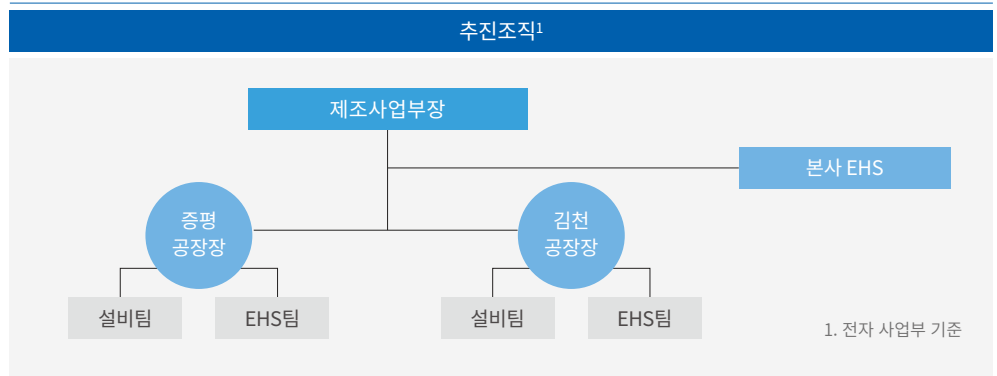 추진조직1
제조사업부장
본사 EHS
증평
공장장
김천
공장장
설비팀
EHS팀
설비팀
EHS팀
1. 전자 사업부 기준